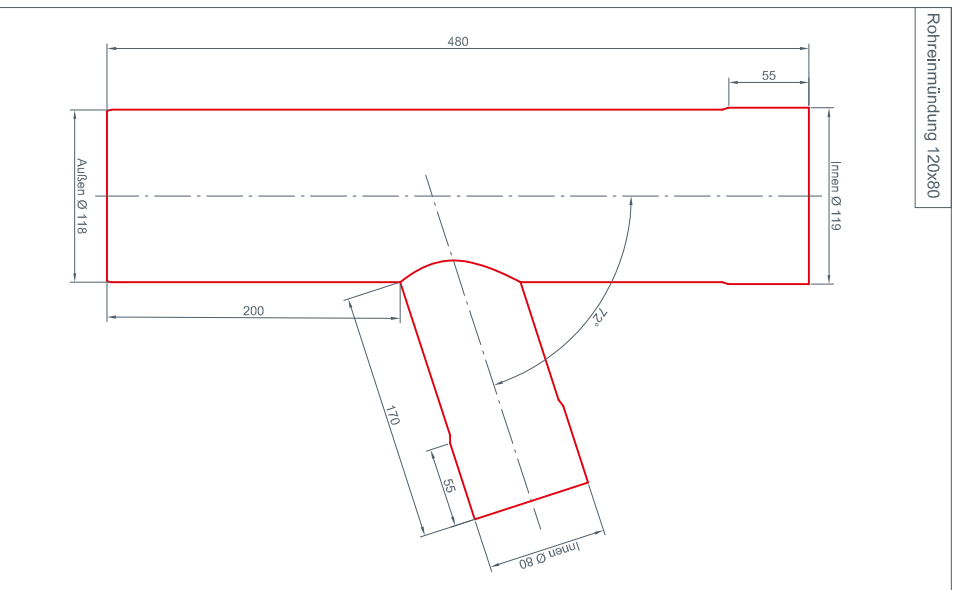 Rohreinmündung 120x80
480
55
Innen Ø 119
Außen Ø 118
200
72°
170
55
Innen Ø 80